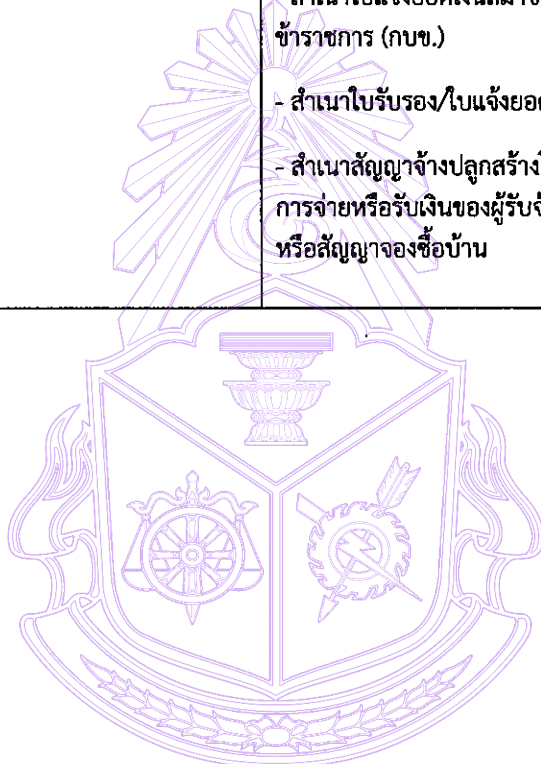 ข้าราชการ (กบข.)
- สำเนาใบรับรอง/ใบแจ้งยอด
- สำเนาสัญญาจ้างปลูกสร้าง
การจ่ายหรือรับเงินของผู้รับจ้
หรือสัญญาจองซื้อบ้าน